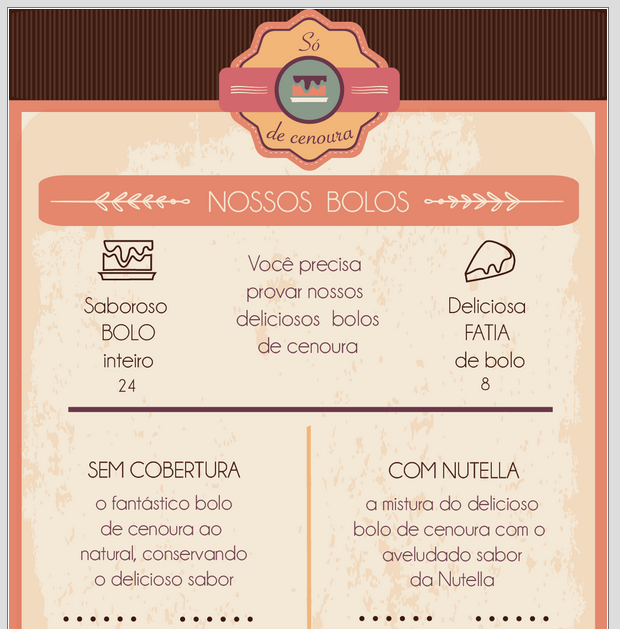 Só
de cenoura
NOSSOS BOLOS
Saboroso
BOLO
inteiro
24
Você precisa
provar nossos
deliciosos bolos
de cenoura
Deliciosa
FATIA
de bolo
8
SEM COBERTURA
o fantástico bolo
de cenoura ao
natural, conservando
o delicioso sabor
COM NUTELLA
a mistura do delicioso
bolo de cenoura com o
aveludado sabor
da Nutella